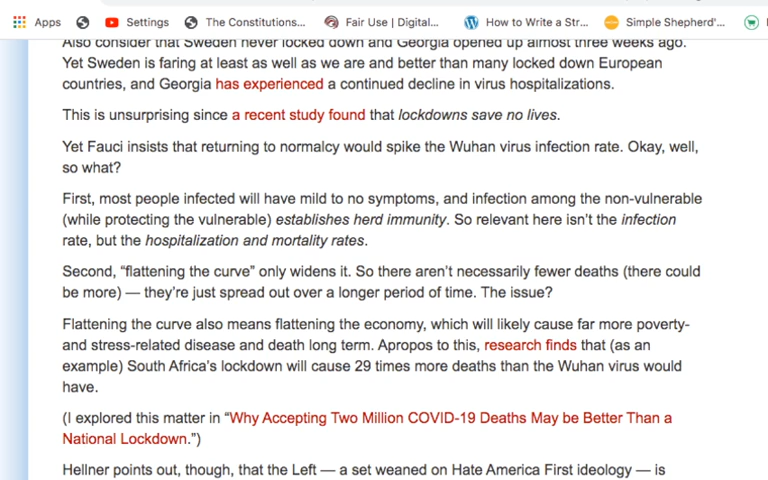 Apps Settings The Constitutions... Fair Use | Digital... How to Write a Str... Simple Shepherd'...
Also consider that Sweden never locked down and Georgia opened up almost three weeks ago.
Yet Sweden is faring at least as well as we are and better than many locked down European
countries, and Georgia has experienced a continued decline in virus hospitalizations.
This is unsurprising since a recent study found that lockdowns save no lives.
Yet Fauci insists that returning to normalcy would spike the Wuhan virus infection rate. Okay, well,
so what?
First, most people infected will have mild to no symptoms, and infection among the non-vulnerable
(while protecting the vulnerable) establishes herd immunity. So relevant here isn’t the infection
rate, but the hospitalization and mortality rates.
Second, “flattening the curve” only widens it. So there aren’t necessarily fewer deaths (there could
be more) — they’re just spread out over a longer period of time. The issue?
Flattening the curve also means flattening the economy, which will likely cause far more poverty-
and stress-related disease and death long term. Apropos to this, research finds that (as an
example) South Africa’s lockdown will cause 29 times more deaths than the Wuhan virus would
have.
(I explored this matter in “Why Accepting Two Million COVID-19 Deaths May be Better Than a
National Lockdown.”)
Hellner points out, though, that the Left — a set weaned on Hate America First ideology — is